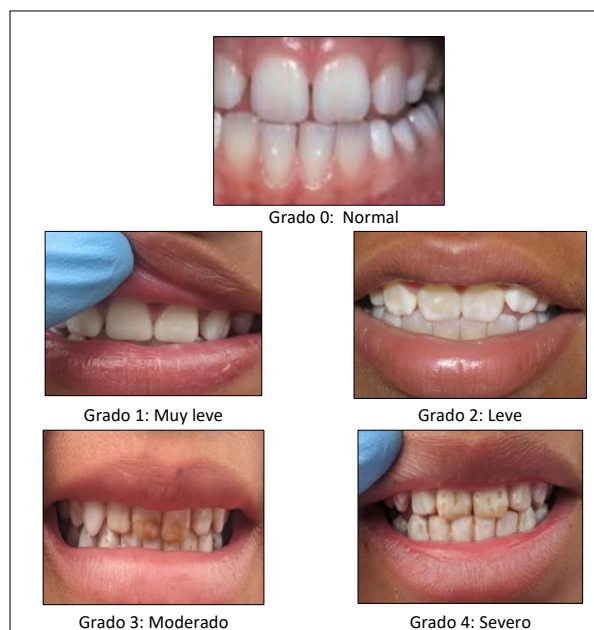 Grado 0: Normal
Grado 1: Muy leve
Grado 2: Leve
Grado 3: Moderado
Grado 4: Severo